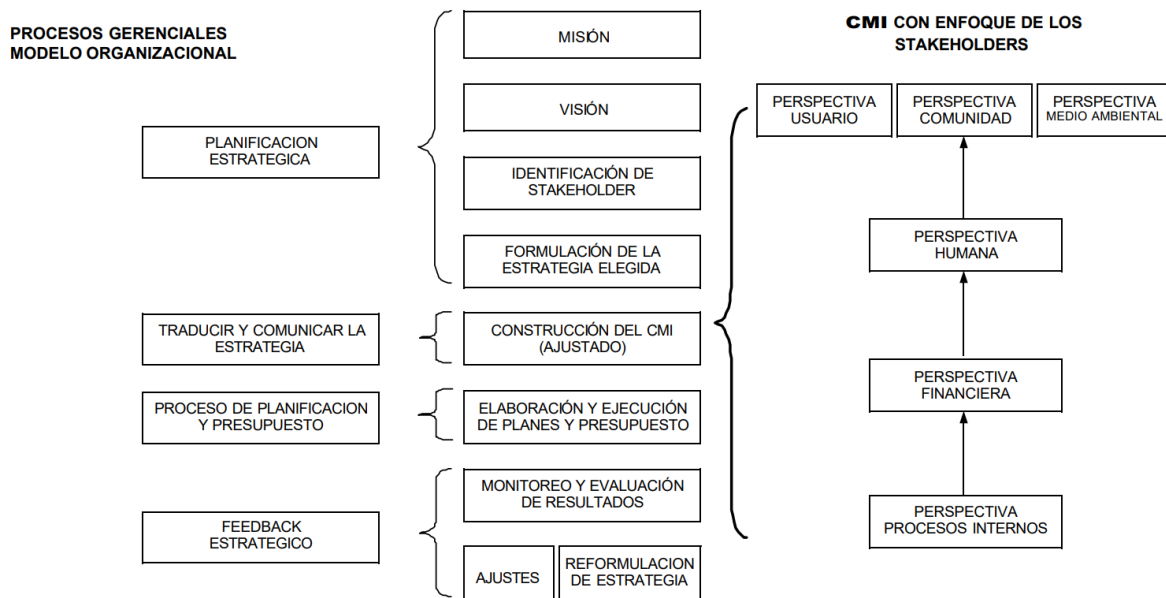 PROCESOS GERENCIALES
MODELO ORGANIZACIONAL
PLANIFICACION
ESTRATEGICA
TRADUCIR Y COMUNICAR LA
ESTRATEGIA
PROCESO DE PLANIFICACION
Y PRESUPUESTO
FEEDBACK
ESTRATEGICO
MISIÓN
VISIÓN
IDENTIFICACIÓN DE
STAKEHOLDER
FORMULACIÓN DE LA
ESTRATEGIA ELEGIDA
CONSTRUCCIÓN DEL CMI
(AJUSTADO)
ELABORACIÓN Y EJECUCIÓN
DE PLANES Y PRESUPUESTO
MONITOREO Y EVALUACIÓN
DE RESULTADOS
AJUSTES
REFORMULACION
DE ESTRATEGIA
CMI CON ENFOQUE DE LOS
STAKEHOLDERS
PERSPECTIVA
USUARIO
PERSPECTIVA
COMUNIDAD
PERSPECTIVA
MEDIO AMBIENTAL
PERSPECTIVA
HUMANA
PERSPECTIVA
FINANCIERA
PERSPECTIVA
PROCESOS INTERNOS